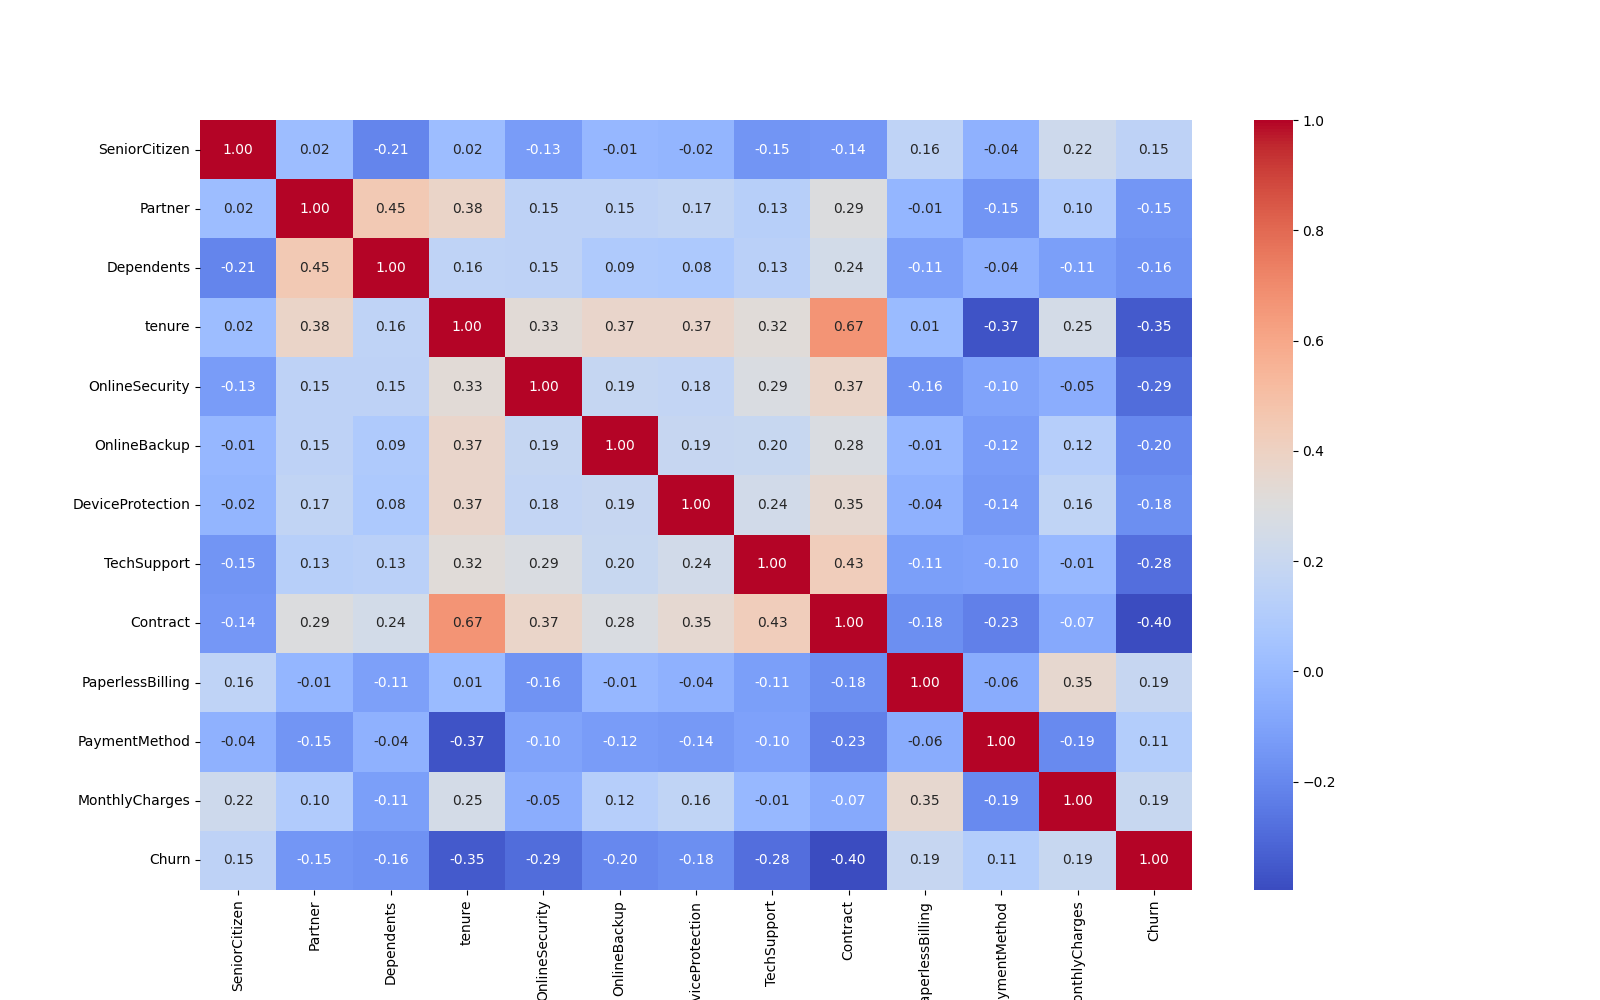 SeniorCitizen 1.00 0.02 -0.21 0.02 -0.13 -0.01 -0.02 -0.15 -0.14 0.16 -0.04 0.22 0.15
Partner 0.02 1.00 0.45 0.38 0.15 0.15 0.17 0.13 0.29 -0.01 -0.15 0.10 -0.15
Dependents -0.21 0.45 1.00 0.16 0.15 0.09 0.08 0.13 0.24 -0.11 -0.04 -0.11 -0.16
tenure 0.02 0.38 0.16 1.00 0.33 0.37 0.37 0.32 0.67 0.01 -0.37 0.25 -0.35
OnlineSecurity -0.13 0.15 0.15 0.33 1.00 0.19 0.18 0.29 0.37 -0.16 -0.10 -0.05 -0.29
OnlineBackup -0.01 0.15 0.09 0.37 0.19 1.00 0.19 0.20 0.28 -0.01 -0.12 0.12 -0.20
DeviceProtection -0.02 0.17 0.08 0.37 0.18 0.19 1.00 0.24 0.35 -0.04 -0.14 0.16 -0.18
TechSupport -0.15 0.13 0.13 0.32 0.29 0.20 0.24 1.00 0.43 -0.11 -0.10 -0.01 -0.28
Contract -0.14 0.29 0.24 0.67 0.37 0.28 0.35 0.43 1.00 -0.18 -0.23 -0.07 -0.40
PaperlessBilling 0.16 -0.01 -0.11 0.01 -0.16 -0.01 -0.04 -0.11 -0.18 1.00 -0.06 0.35 0.19
PaymentMethod -0.04 -0.15 -0.04 -0.37 -0.10 -0.12 -0.14 -0.10 -0.23 -0.06 1.00 -0.19 0.11
MonthlyCharges 0.22 0.10 -0.11 0.25 -0.05 0.12 0.16 -0.01 -0.07 0.35 -0.19 1.00 0.19
Churn 0.15 -0.15 -0.16 -0.35 -0.29 -0.20 -0.18 -0.28 -0.40 0.19 0.11 0.19 1.00
SeniorCitizen
Partner
Dependents
tenure
OnlineSecurity
OnlineBackup
viceProtection
TechSupport
Contract
aperlessBilling
ymentMethod
onthlyCharges
Churn
1.0
0.8
0.6
0.4
0.2
0.0
−0.2